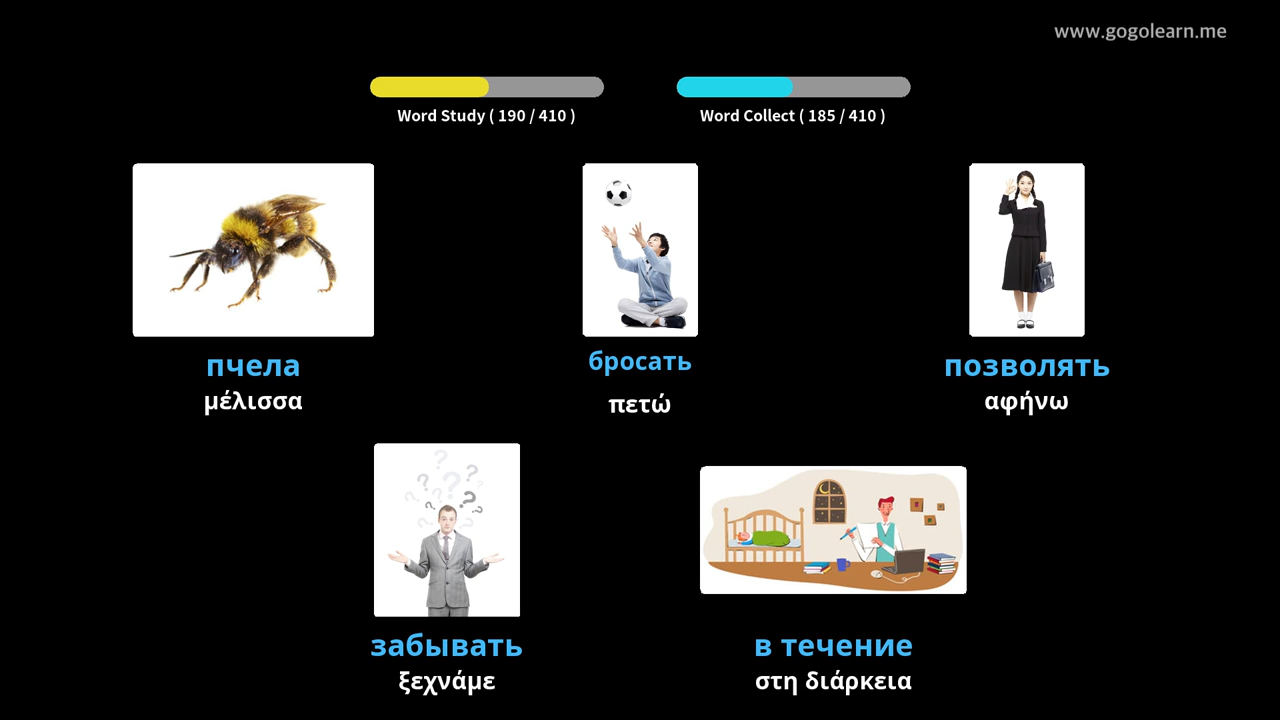 www.gogolearn.me
Word Study ( 190 / 410 )
Word Collect ( 185 / 410 )
пчела
μέλισσα
бросать
πετώ
позволять
αφήνω
забывать
ξεχνάμε
в течение
στη διάρκεια